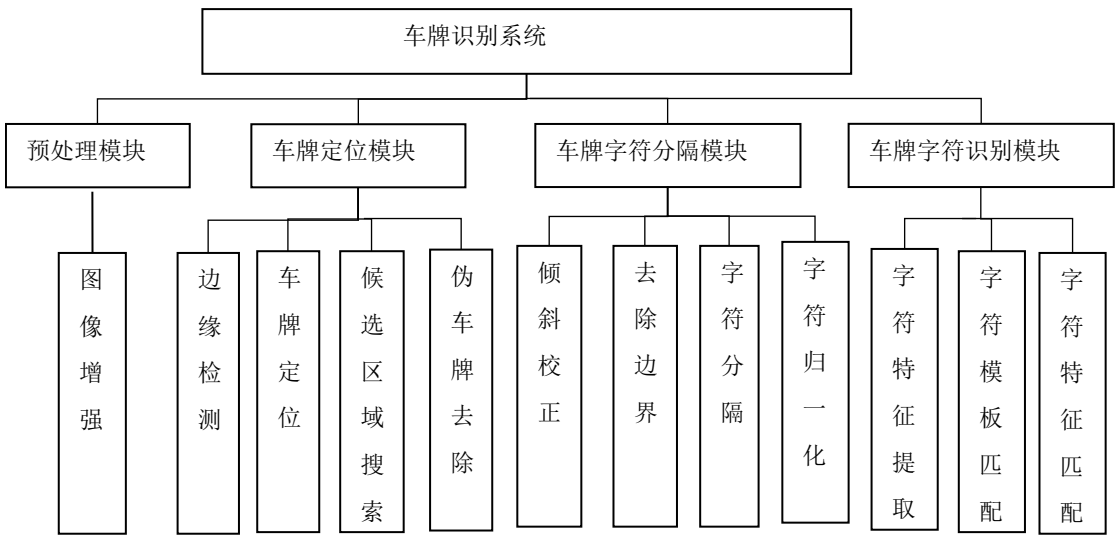 车牌识别系统
预处理模块
车牌定位模块
车牌字符分隔模块
车牌字符识别模块
图像增强
边缘检测
车牌定位
候选区域搜索
伪车牌去除
倾斜校正
去除边界
字符分隔
字符归一化
字符特征提取
字符模板匹配
字符特征匹配